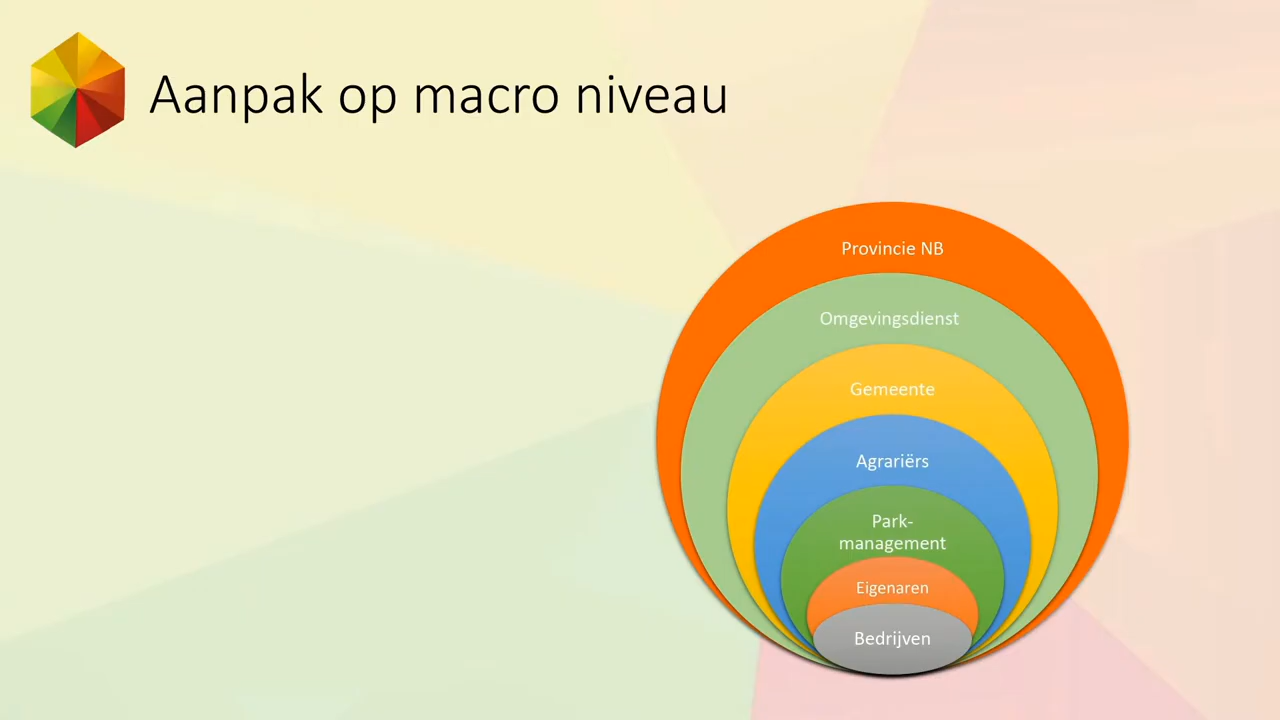 Aanpak op macro niveau
Provincie NB
Omgevingsdienst
Gemeente
Agrariërs
Park-
management
Eigenaren
Bedrijven